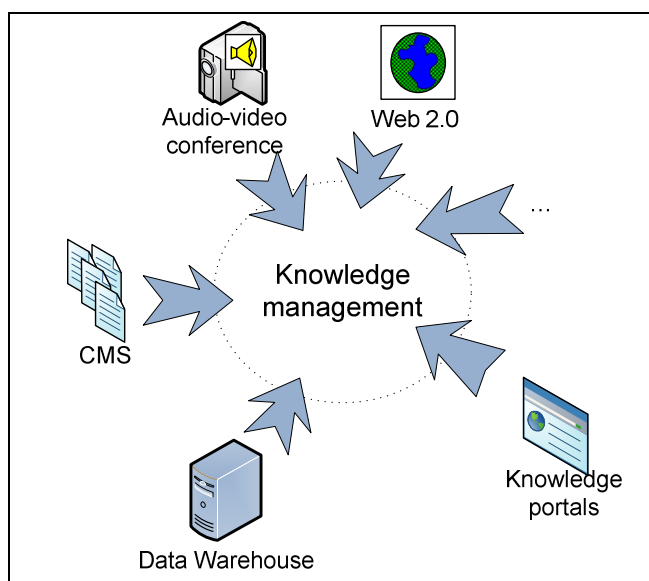 Audio-video
conference
Web 2.0
...
Knowledge
management
CMS
Knowledge
portals
Data Warehouse